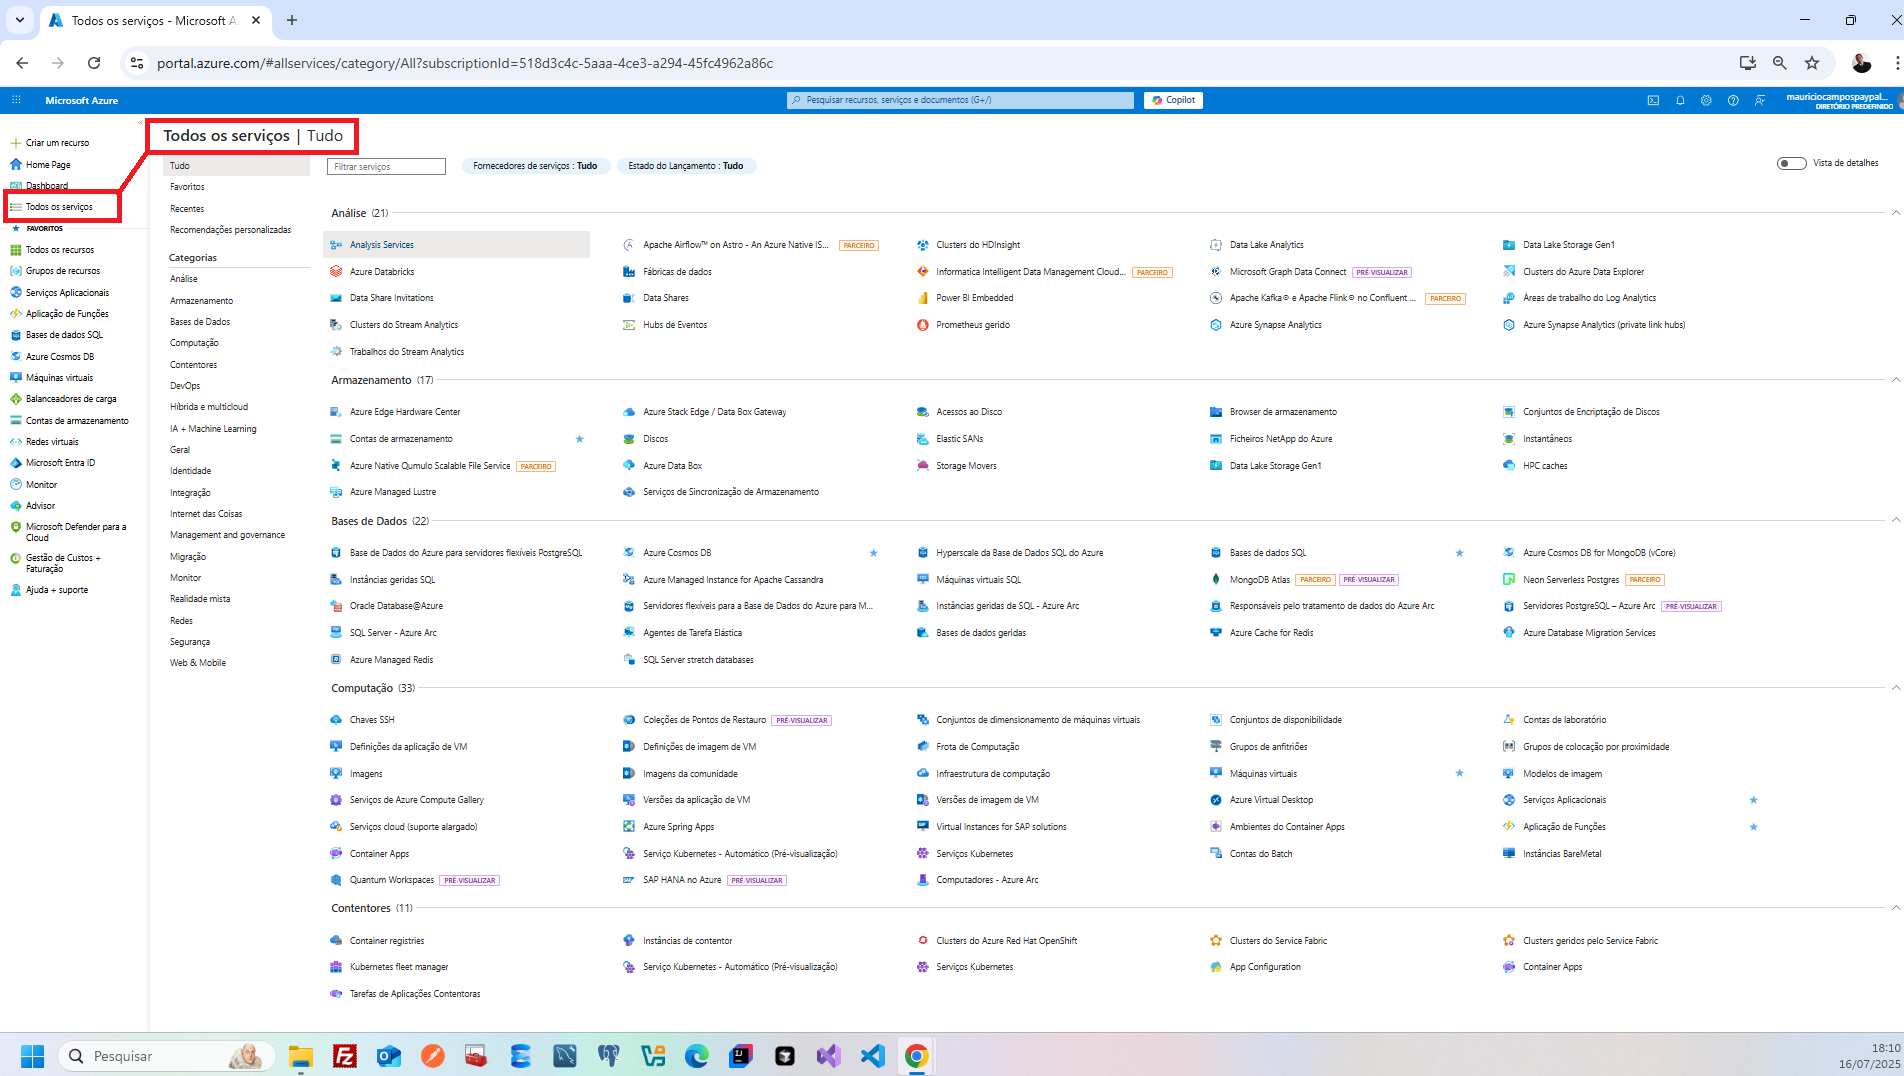 Todos os serviços - Microsoft A
portal.azure.com/#allservices/category/All?subscriptionId=518d3c4c-5aaa-4ce3-a294-45fc4962a86c
Microsoft Azure
Pesquisar recursos, serviços e documentos (G+/)
Copilot
mauriciocampospaypal...
DIRETÓRIO PREDEFINIDO
Criar um recurso
Home Page
Dashboard
Todos os serviços
FAVORITOS
Todos os recursos
Grupos de recursos
Serviços Aplicacionais
Aplicação de Funções
Bases de dados SQL
Azure Cosmos DB
Máquinas virtuais
Balanceadores de carga
Contas de armazenamento
Redes virtuais
Microsoft Entra ID
Monitor
Advisor
Microsoft Defender para a
Cloud
Gestão de Custos +
Faturação
Ajuda + suporte
Todos os serviços | Tudo
Tudo
Favoritos
Recentes
Recomendações personalizadas
Categorias
Análise
Armazenamento
Bases de Dados
Computação
Contentores
DevOps
Híbrida e multicloud
IA + Machine Learning
Geral
Identidade
Integração
Internet das Coisas
Management and governance
Migração
Monitor
Realidade mista
Redes
Segurança
Web & Mobile
Filtrar serviços
Fornecedores de serviços : Tudo
Estado do Lançamento : Tudo
Vista de detalhes
Análise (21)
Analysis Services
Apache Airflow™ on Astro - An Azure Native IS... PARCEIRO
Clusters do HDInsight
Data Lake Analytics
Data Lake Storage Gen1
Azure Databricks
Fábricas de dados
Informatica Intelligent Data Management Cloud... PARCEIRO
Microsoft Graph Data Connect PRÉ-VISUALIZAR
Clusters do Azure Data Explorer
Data Share Invitations
Data Shares
Power BI Embedded
Apache Kafka® e Apache Flink® no Confluent ... PARCEIRO
Áreas de trabalho do Log Analytics
Clusters do Stream Analytics
Hubs de Eventos
Prometheus gerido
Azure Synapse Analytics
Azure Synapse Analytics (private link hubs)
Trabalhos do Stream Analytics
Armazenamento (17)
Azure Edge Hardware Center
Azure Stack Edge / Data Box Gateway
Acessos ao Disco
Browser de armazenamento
Conjuntos de Encriptação de Discos
Contas de armazenamento
Discos
Elastic SANs
Ficheiros NetApp do Azure
Instantâneos
Azure Native Qumulo Scalable File Service PARCEIRO
Azure Data Box
Storage Movers
Data Lake Storage Gen1
HPC caches
Azure Managed Lustre
Serviços de Sincronização de Armazenamento
Bases de Dados (22)
Base de Dados do Azure para servidores flexíveis PostgreSQL
Azure Cosmos DB
Hyperscale da Base de Dados SQL do Azure
Bases de dados SQL
Azure Cosmos DB for MongoDB (vCore)
Instâncias geridas SQL
Azure Managed Instance for Apache Cassandra
Máquinas virtuais SQL
MongoDB Atlas PARCEIRO PRÉ-VISUALIZAR
Neon Serverless Postgres PARCEIRO
Oracle Database@Azure
Servidores flexíveis para a Base de Dados do Azure para M...
Instâncias geridas de SQL - Azure Arc
Responsáveis pelo tratamento de dados do Azure Arc
Servidores PostgreSQL – Azure Arc PRÉ-VISUALIZAR
SQL Server - Azure Arc
Agentes de Tarefa Elástica
Bases de dados geridas
Azure Cache for Redis
Azure Database Migration Services
Azure Managed Redis
SQL Server stretch databases
Computação (33)
Chaves SSH
Coleções de Pontos de Restauro PRÉ-VISUALIZAR
Conjuntos de dimensionamento de máquinas virtuais
Conjuntos de disponibilidade
Contas de laboratório
Definições da aplicação de VM
Definições de imagem de VM
Frota de Computação
Grupos de anfitriões
Grupos de colocação por proximidade
Imagens
Imagens da comunidade
Infraestrutura de computação
Máquinas virtuais
Modelos de imagem
Serviços de Azure Compute Gallery
Versões da aplicação de VM
Versões de imagem de VM
Azure Virtual Desktop
Serviços Aplicacionais
Serviços cloud (suporte alargado)
Azure Spring Apps
Virtual Instances for SAP solutions
Ambientes do Container Apps
Aplicação de Funções
Container Apps
Serviço Kubernetes - Automático (Pré-visualização)
Serviços Kubernetes
Contas do Batch
Instâncias BareMetal
Quantum Workspaces PRÉ-VISUALIZAR
SAP HANA no Azure PRÉ-VISUALIZAR
Computadores - Azure Arc
Contentores (11)
Container registries
Instâncias de contentor
Clusters do Azure Red Hat OpenShift
Clusters do Service Fabric
Clusters geridos pelo Service Fabric
Kubernetes fleet manager
Serviço Kubernetes - Automático (Pré-visualização)
Serviços Kubernetes
App Configuration
Container Apps
Tarefas de Aplicações Contentoras
Pesquisar
18:10
16/07/2025